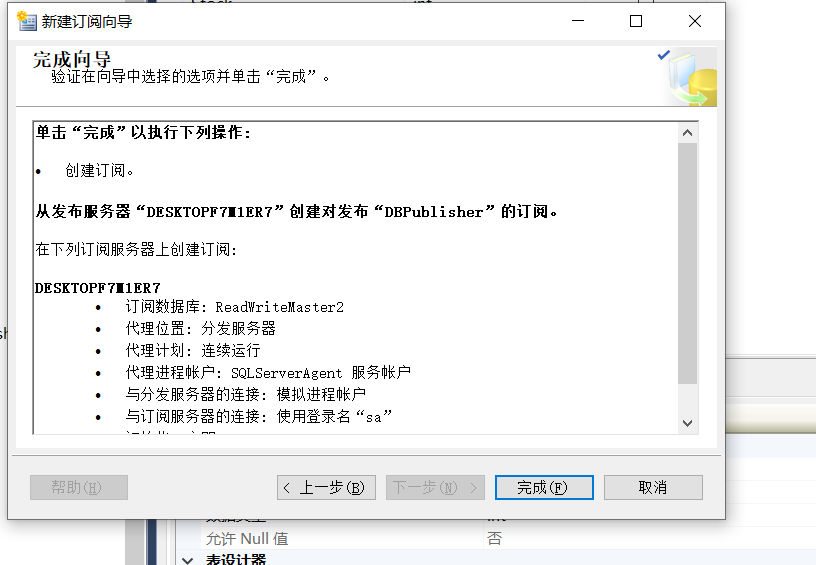 新建订阅向导
完成向导
验证在向导中选择的选项并单击“完成”。
单击“完成”以执行下列操作:
• 创建订阅。
从发布服务器“DESKTOPF7M1ER7”创建对发布“DBPublisher”的订阅。
在下列订阅服务器上创建订阅:
DESKTOPF7M1ER7
• 订阅数据库: ReadWriteMaster2
• 代理位置: 分发服务器
• 代理计划: 连续运行
• 代理进程帐户: SQLServerAgent 服务帐户
• 与分发服务器的连接: 模拟进程帐户
• 与订阅服务器的连接: 使用登录名“sa”
帮助(H)
< 上一步(B)
下一步(N) >
完成(F)
取消
允许 Null 值
否
表设计器